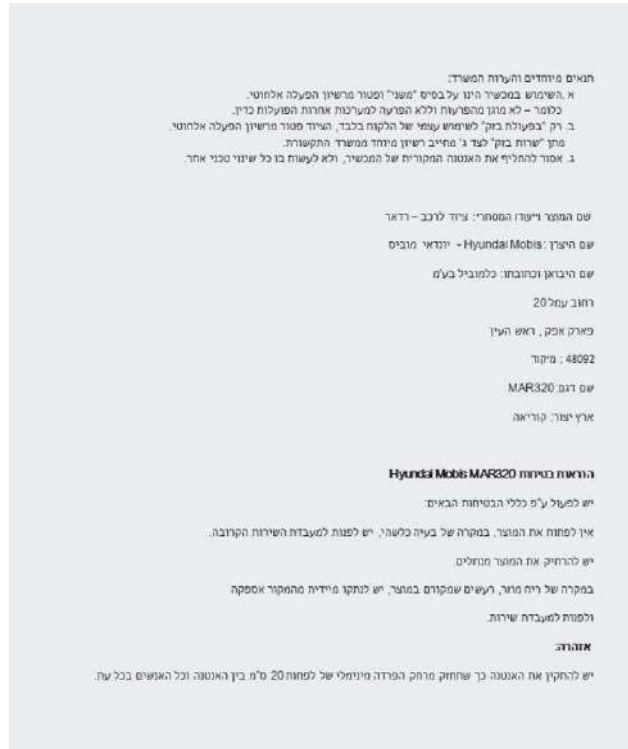 תנאים מיוחדים והערות המשרד:
א .השימוש במכשיר הינו על בסיס "משני" ופטור מרשיון הפעלה אלחוטי.
כלומר – לא מוגן מהפרעות וללא הפרעה למערכות אחרות הפועלות כדין.
ב. רק "בפעולת בזק" לשימוש עצמי של הלקוח בלבד, הציוד פטור מרשיון הפעלה אלחוטי.
מתן "שרות בזק" לצד ג' מחייב רשיון מיוחד ממשרד התקשורת.
ג. אסור להחליף את האנטנה המקורית של המכשיר, ולא לעשות בו כל שינוי טכני אחר.
שם המוצר וייעודו המסחרי: ציוד לרכב – רדאר
שם היצרן :Hyundai Mobis - יונדאי מוביס
שם היבואן וכתובתו: כלמוביל בע"מ
רחוב עמל 20
פארק אפק , ראש העין
48092 : מיקוד
שם דגם: MAR320
ארץ יצור: קוריאה
הוראות בטיחות Hyundai Mobis MAR320
יש לפעול ע"פ כללי הבטיחות הבאים:
אין לפתוח את המוצר, במקרה של בעיה כלשהי, יש לפנות למעבדת השירות הקרובה.
יש להרחיק את המוצר מנוזלים.
במקרה של ריח מוזר, רעשים שמקורם במוצר, יש לנתקו מיידית מהמקור אספקה
ולפנות למעבדת שירות.
אזהרה:
יש להתקין את האנטנה כך שתחזק מרחק הפרדה מינימלי של לפחות 20 ס"מ בין האנטנה וכל האנשים בכל עת.